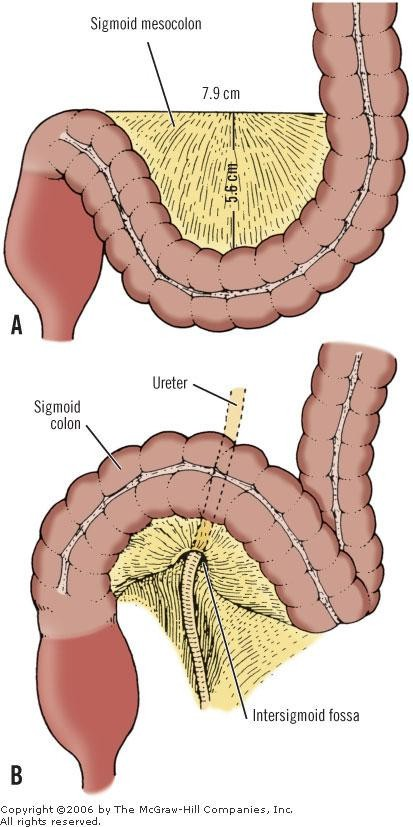 Sigmoid mesocolon
7.9 cm
5.6 cm
A
Ureter
Sigmoid
colon
Intersigmoid fossa
B
Copyright ©2006 by The McGraw-Hill Companies, Inc.
All rights reserved.